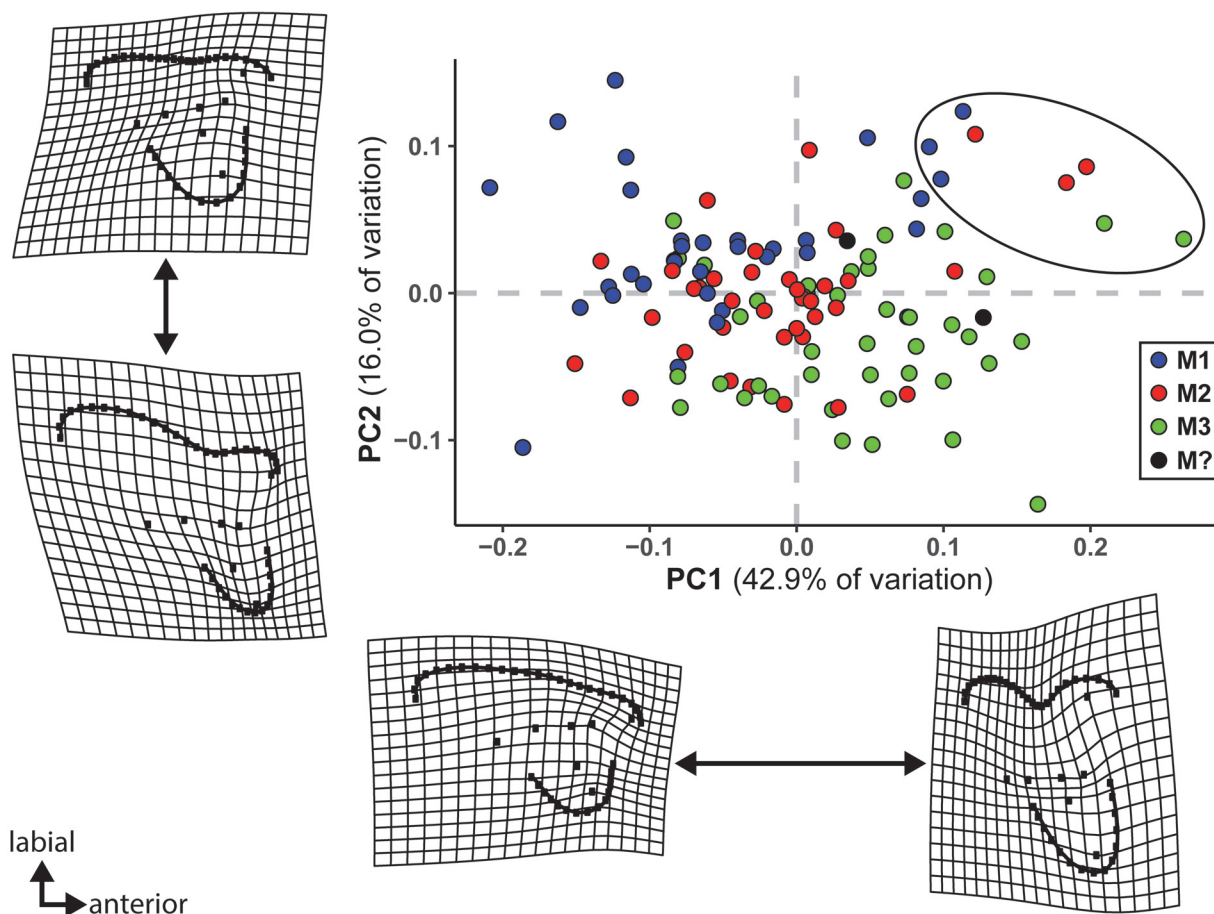 0.1
0.0
−0.1
PC2 (16.0% of variation)
−0.2
−0.1
0.0
0.1
0.2
PC1 (42.9% of variation)
M1
M2
M3
M?
labial
anterior